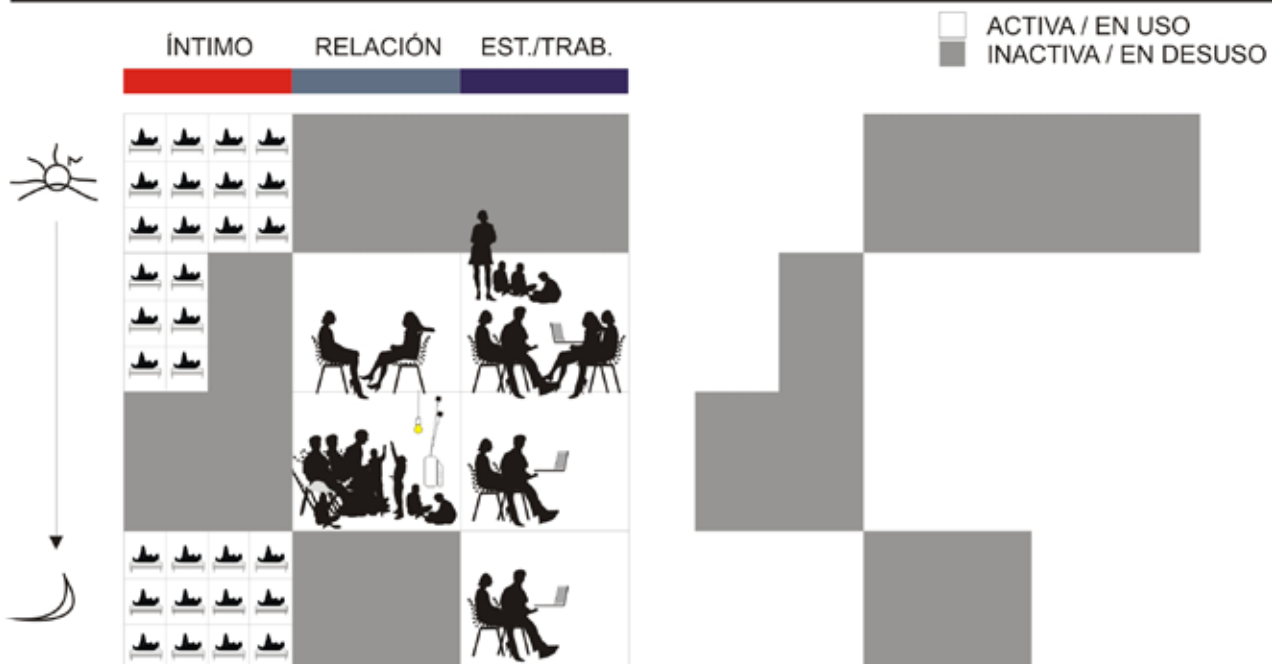 ÍNTIMO RELACIÓN EST./TRAB.
ACTIVA / EN USO
INACTIVA / EN DESUSO